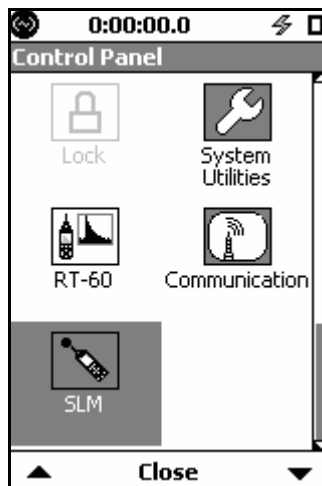 0:00:00.0
Control Panel
Lock
System
Utilities
RT-60
Communication
SLM
Close